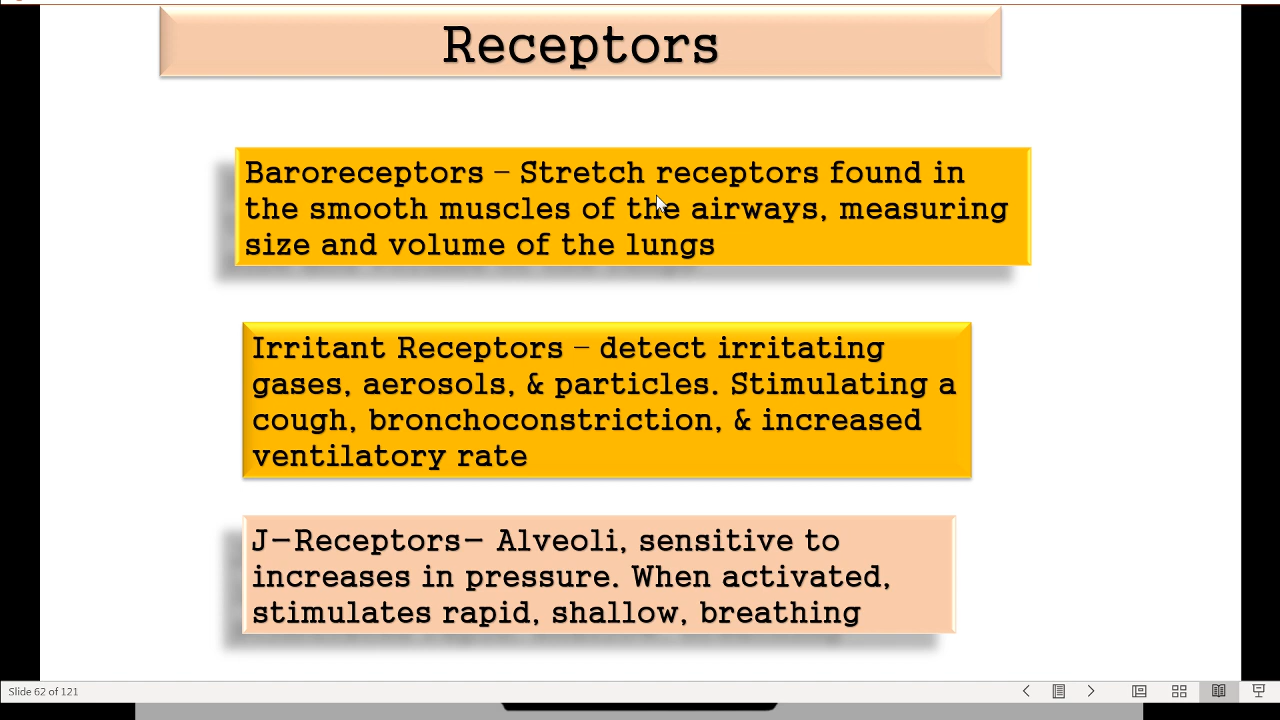 Receptors
Baroreceptors – Stretch receptors found in
the smooth muscles of the airways, measuring
size and volume of the lungs
Irritant Receptors – detect irritating
gases, aerosols, & particles. Stimulating a
cough, bronchoconstriction, & increased
ventilatory rate
J-Receptors- Alveoli, sensitive to
increases in pressure. When activated,
stimulates rapid, shallow, breathing
Slide 62 of 121